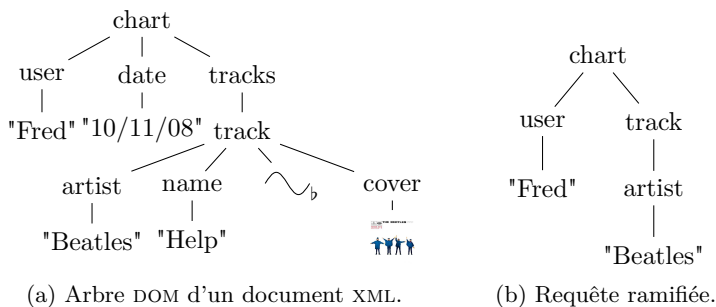 chart
user date tracks
"Fred" "10/11/08" track
artist name cover
"Beatles" "Help"
(a) Arbre DOM d'un document XML.
chart
user track
"Fred" artist
"Beatles"
(b) Requête ramifiée.